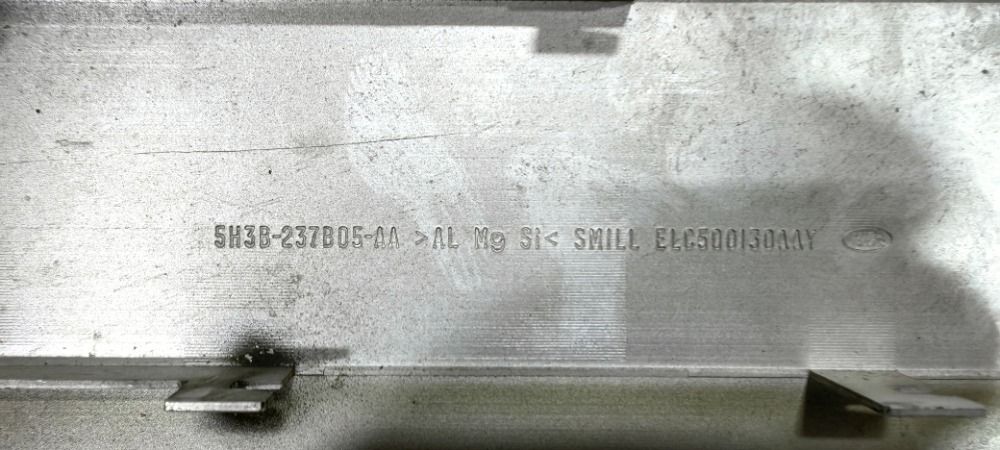 5H3B-237B05-AA >AL Mg Si< SMILL ELC500130AAY